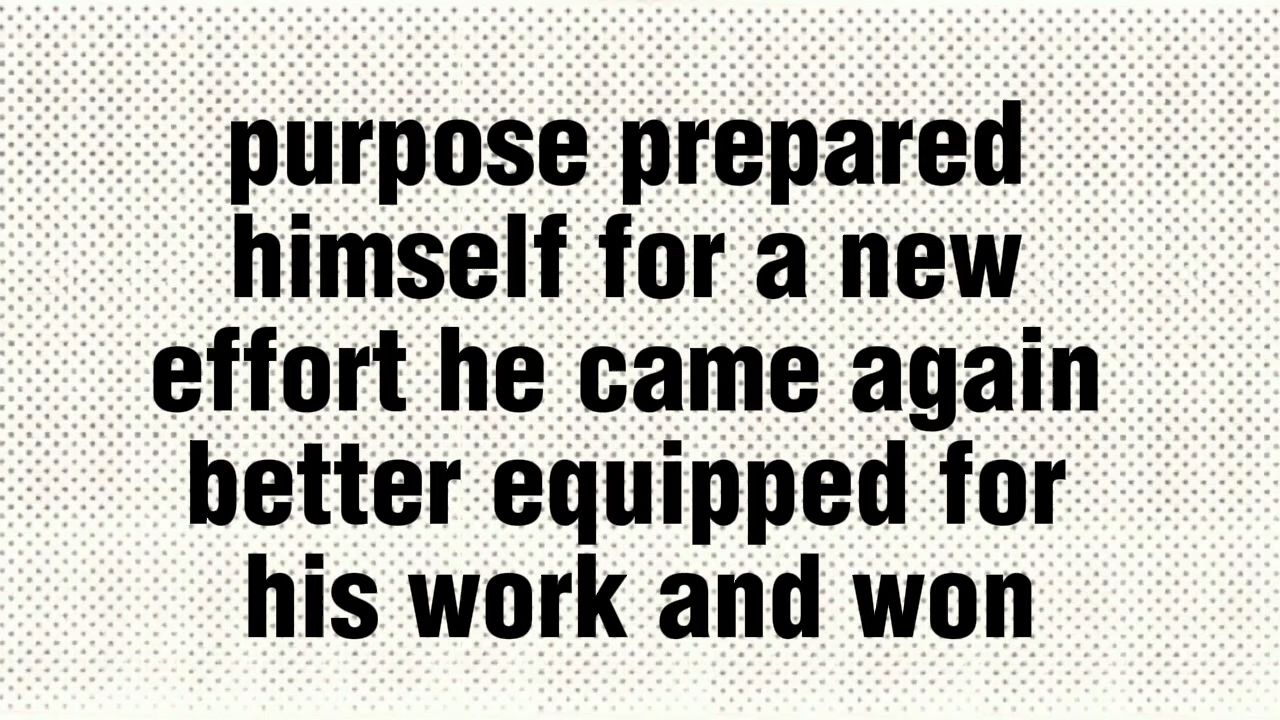 purpose prepared
himself for a new
effort he came again
better equipped for
his work and won